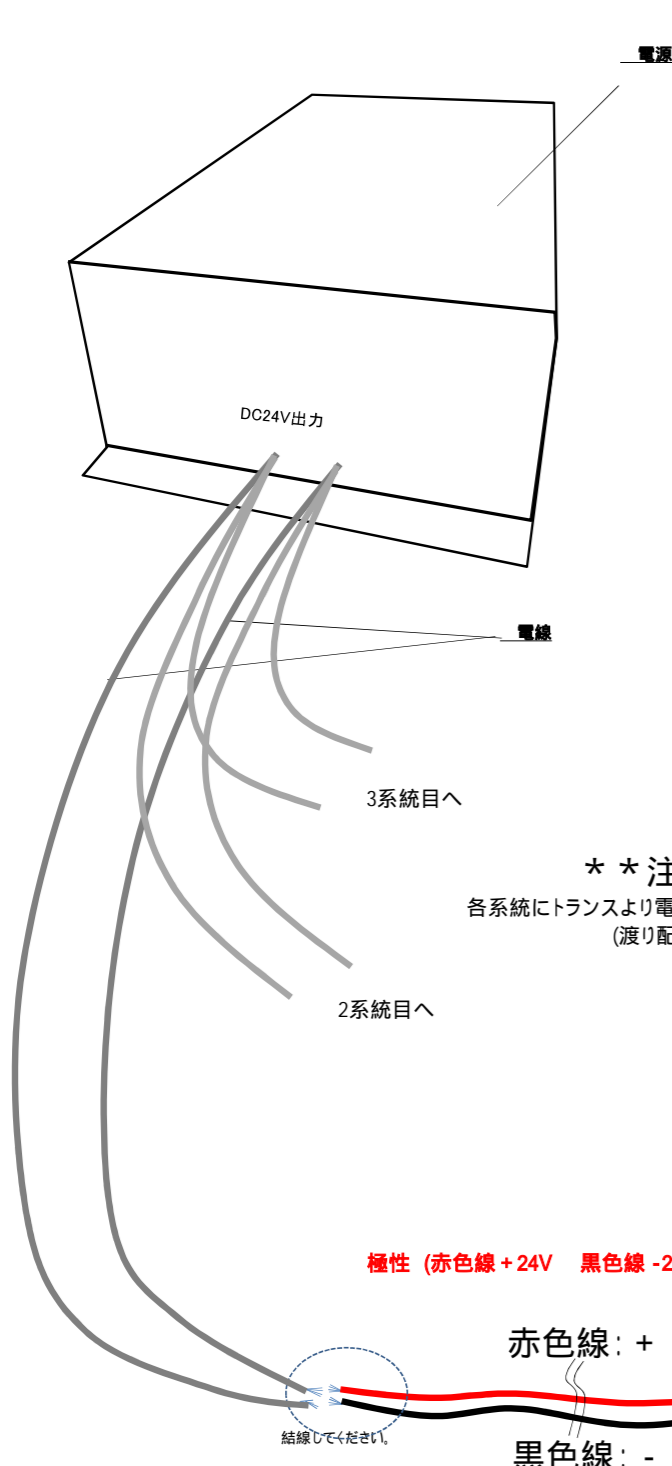 電源
DC24V出力
電線
3系統目へ
**注
各系統にトランスより電
(渡り配
2系統目へ
極性 (赤色線+24V 黒色線 -2
赤色線: +
結線してください。
黒色線: -